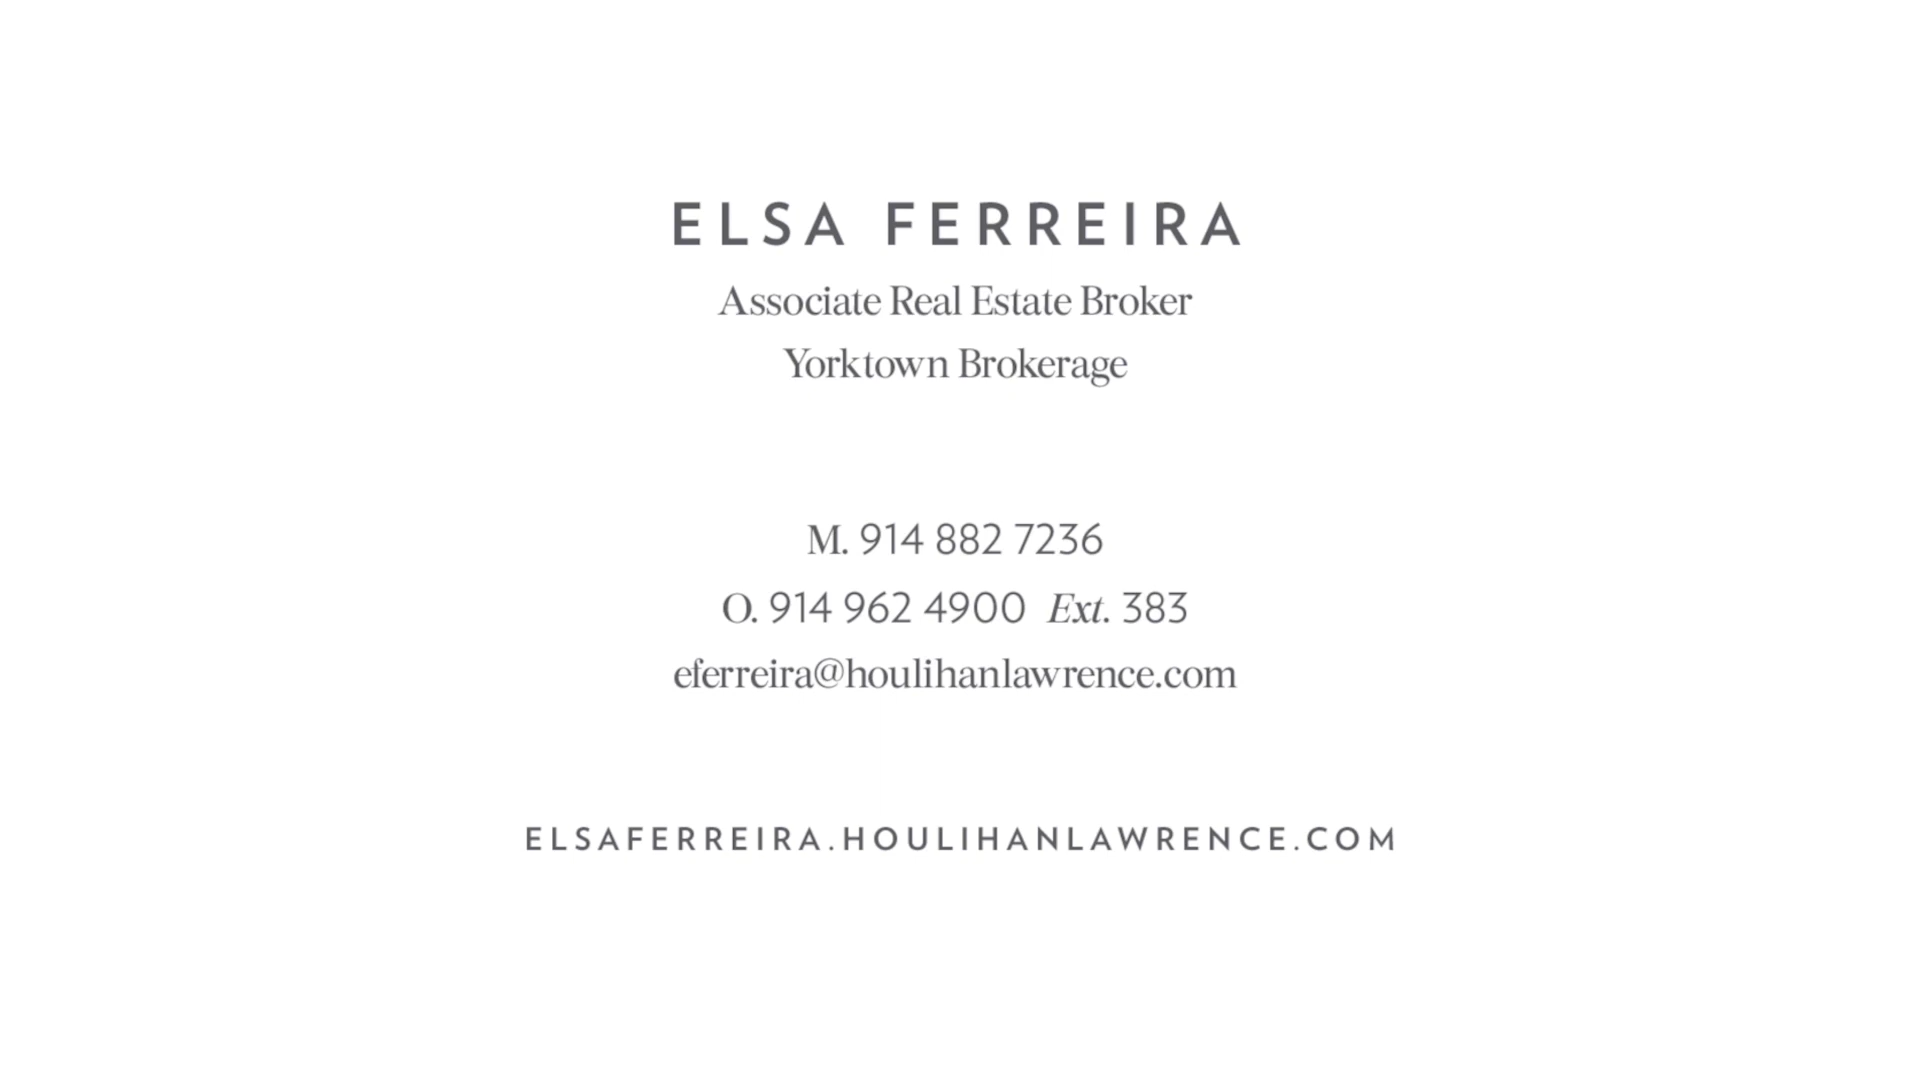 ELSA FERREIRA
Associate Real Estate Broker
Yorktown Brokerage
M. 914 882 7236
O. 914 962 4900 Ext. 383
eferreira@houlihanlawrence.com
ELSAFERREIRA.HOULIHANLAWRENCE.COM